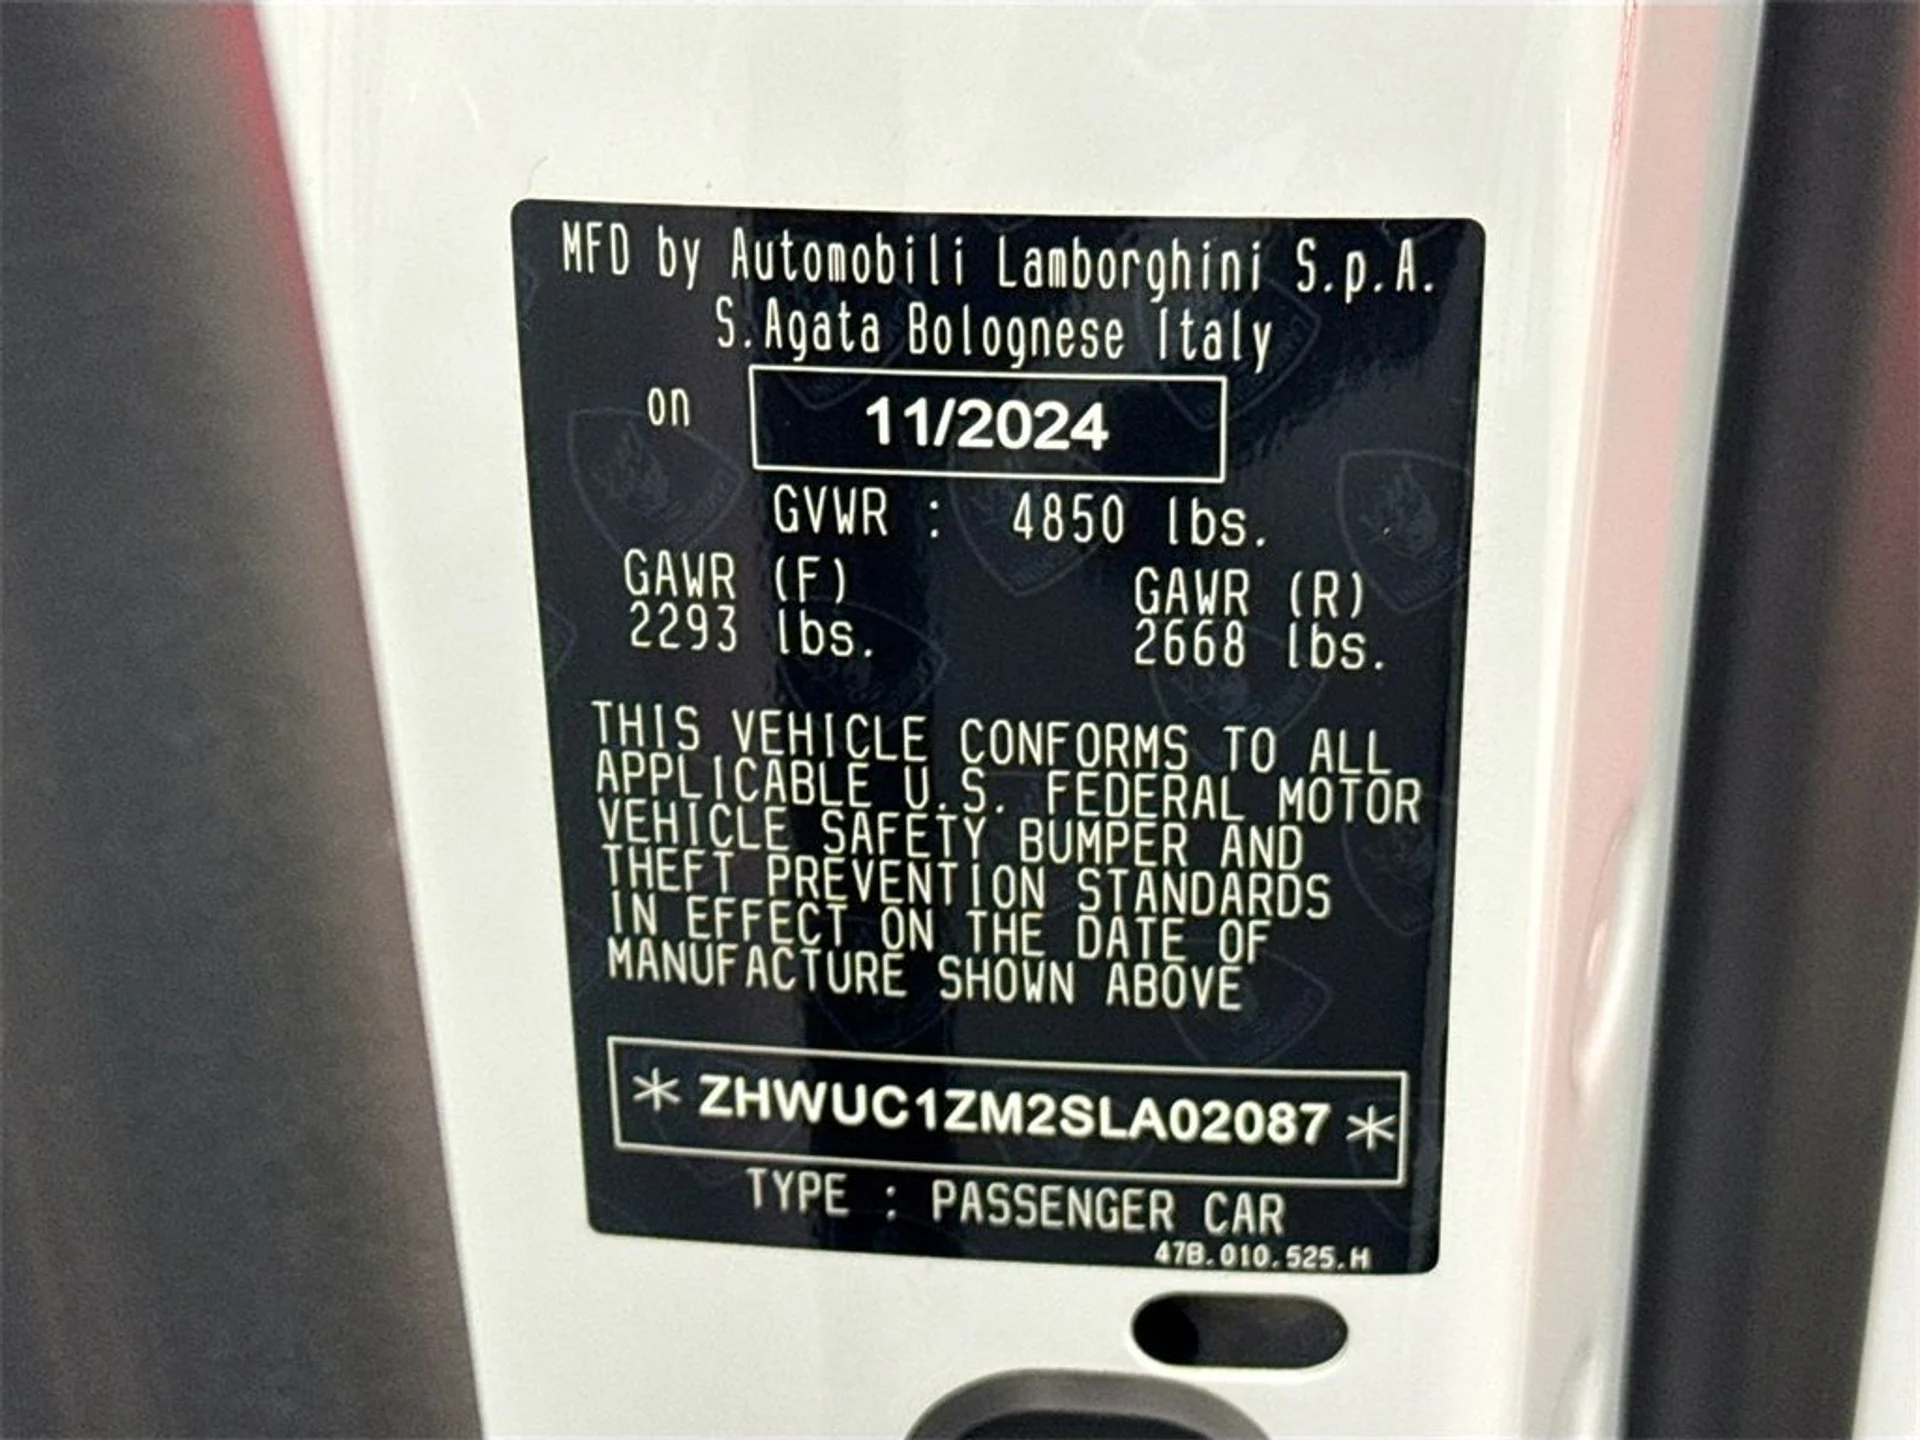 MFD by Automobili Lamborghini S.p.A.
S.Agata Bolognese Italy
on 11/2024
GVWR : 4850 lbs.
GAWR (F) GAWR (R)
2293 lbs. 2668 lbs.
THIS VEHICLE CONFORMS TO ALL
APPLICABLE U.S. FEDERAL MOTOR
VEHICLE SAFETY BUMPER AND
THEFT PREVENTION STANDARDS
IN EFFECT ON THE DATE OF
MANUFACTURE SHOWN ABOVE
* ZHWUC1ZM2SLA02087 *
TYPE : PASSENGER CAR
47B.010.525.H